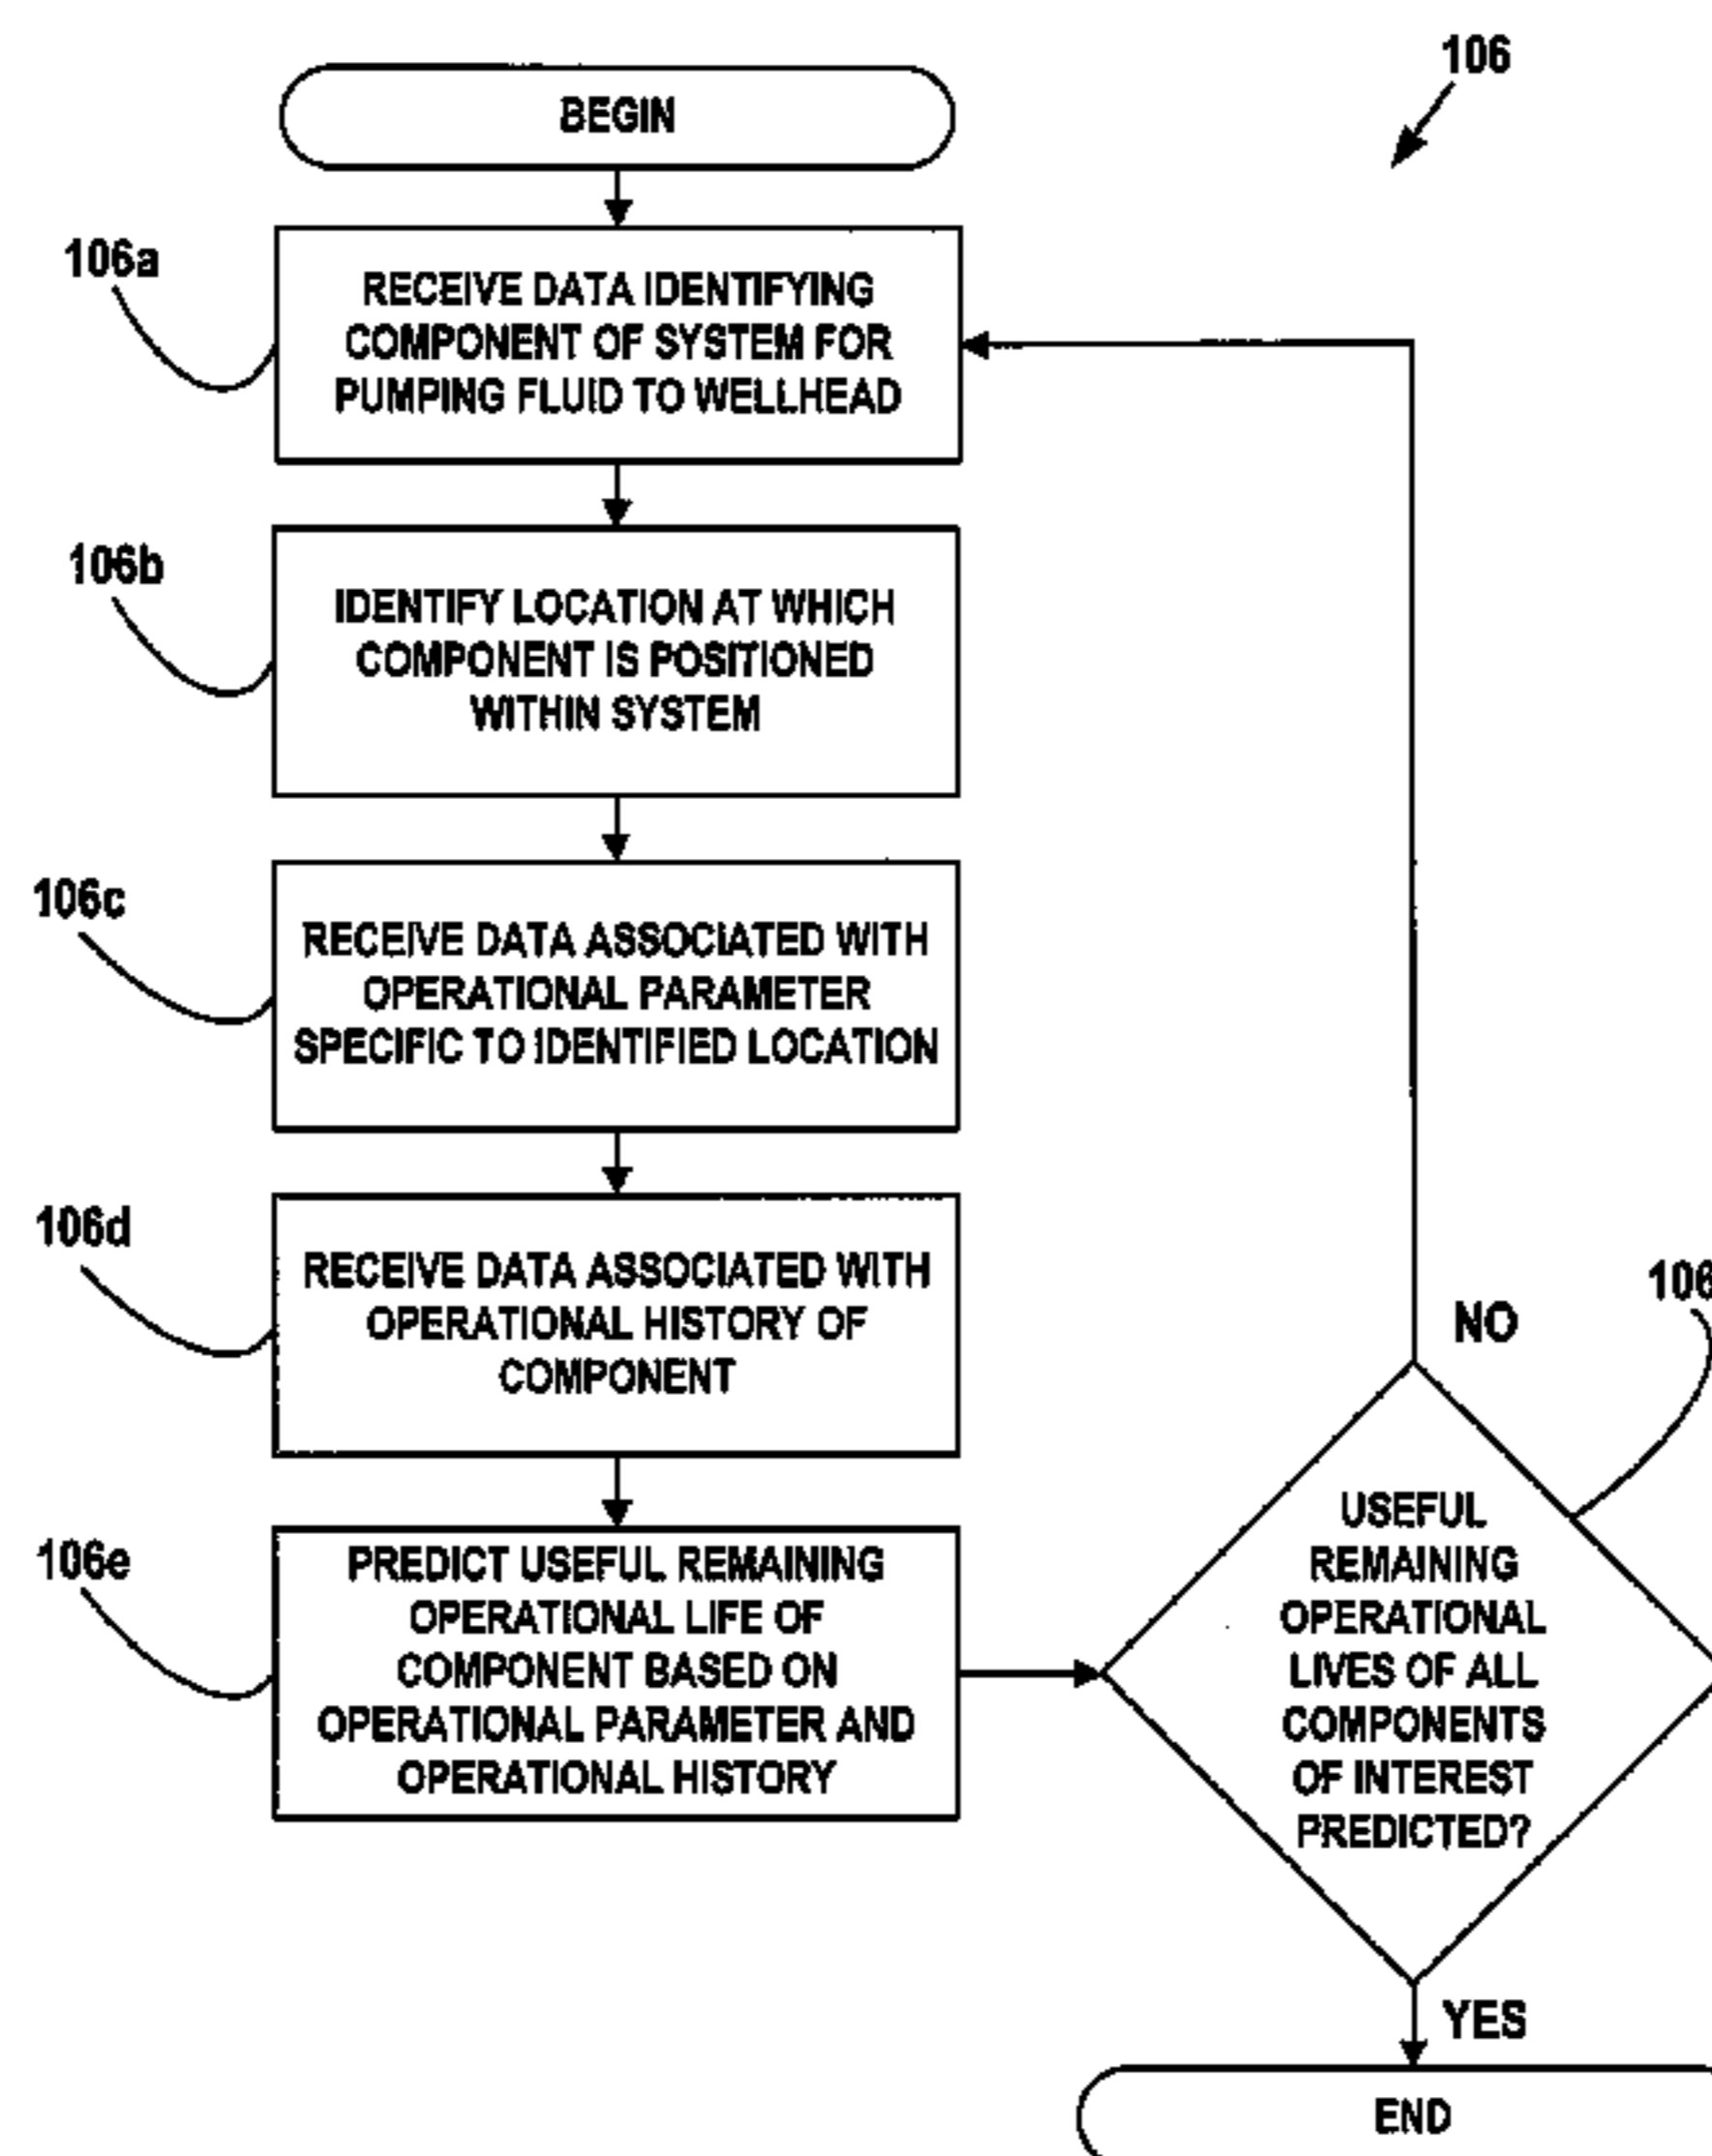 106
BEGIN
106a
RECEIVE DATA IDENTIFYING
COMPONENT OF SYSTEM FOR
PUMPING FLUID TO WELLHEAD
106b
IDENTIFY LOCATION AT WHICH
COMPONENT IS POSITIONED
WITHIN SYSTEM
106c
RECEIVE DATA ASSOCIATED WITH
OPERATIONAL PARAMETER
SPECIFIC TO IDENTIFIED LOCATION
106d
RECEIVE DATA ASSOCIATED WITH
OPERATIONAL HISTORY OF
COMPONENT
106e
PREDICT USEFUL REMAINING
OPERATIONAL LIFE OF
COMPONENT BASED ON
OPERATIONAL PARAMETER AND
OPERATIONAL HISTORY
NO
USEFUL
REMAINING
OPERATIONAL
LIVES OF ALL
COMPONENTS
OF INTEREST
PREDICTED?
YES
END